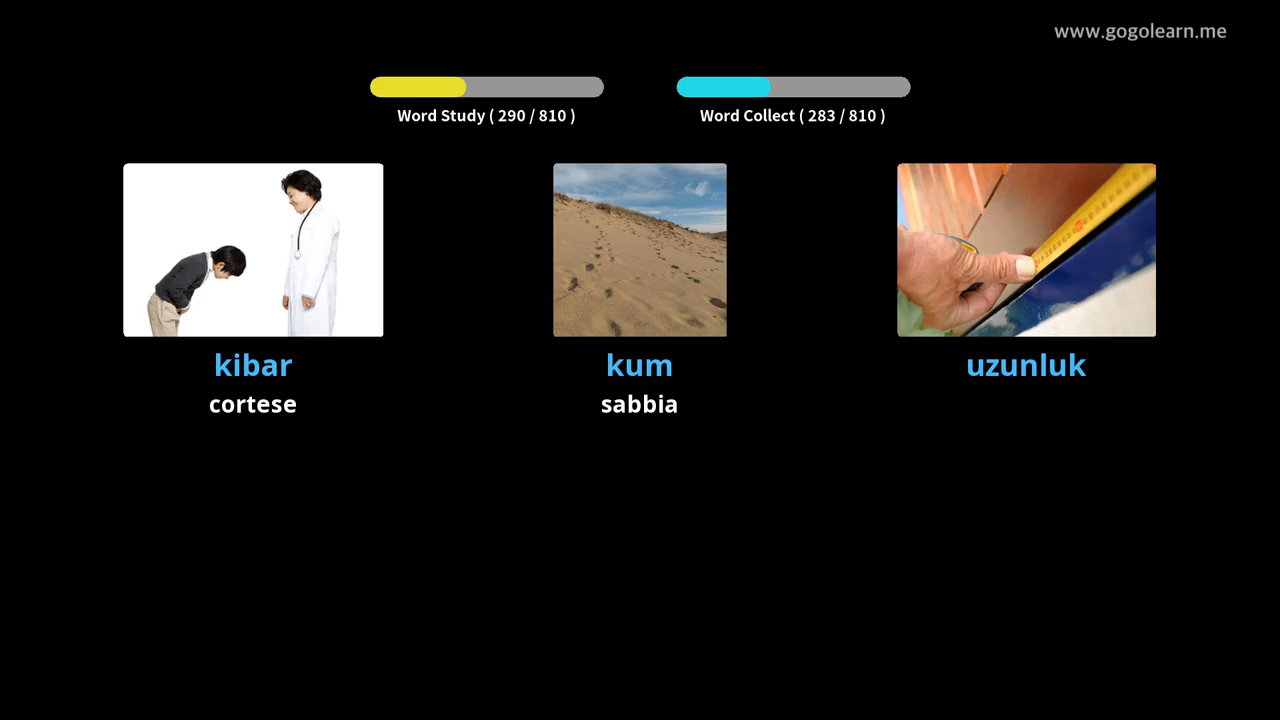 www.gogolearn.me
Word Study ( 290 / 810 )
Word Collect ( 283 / 810 )
kibar
cortese
kum
sabbia
uzunluk